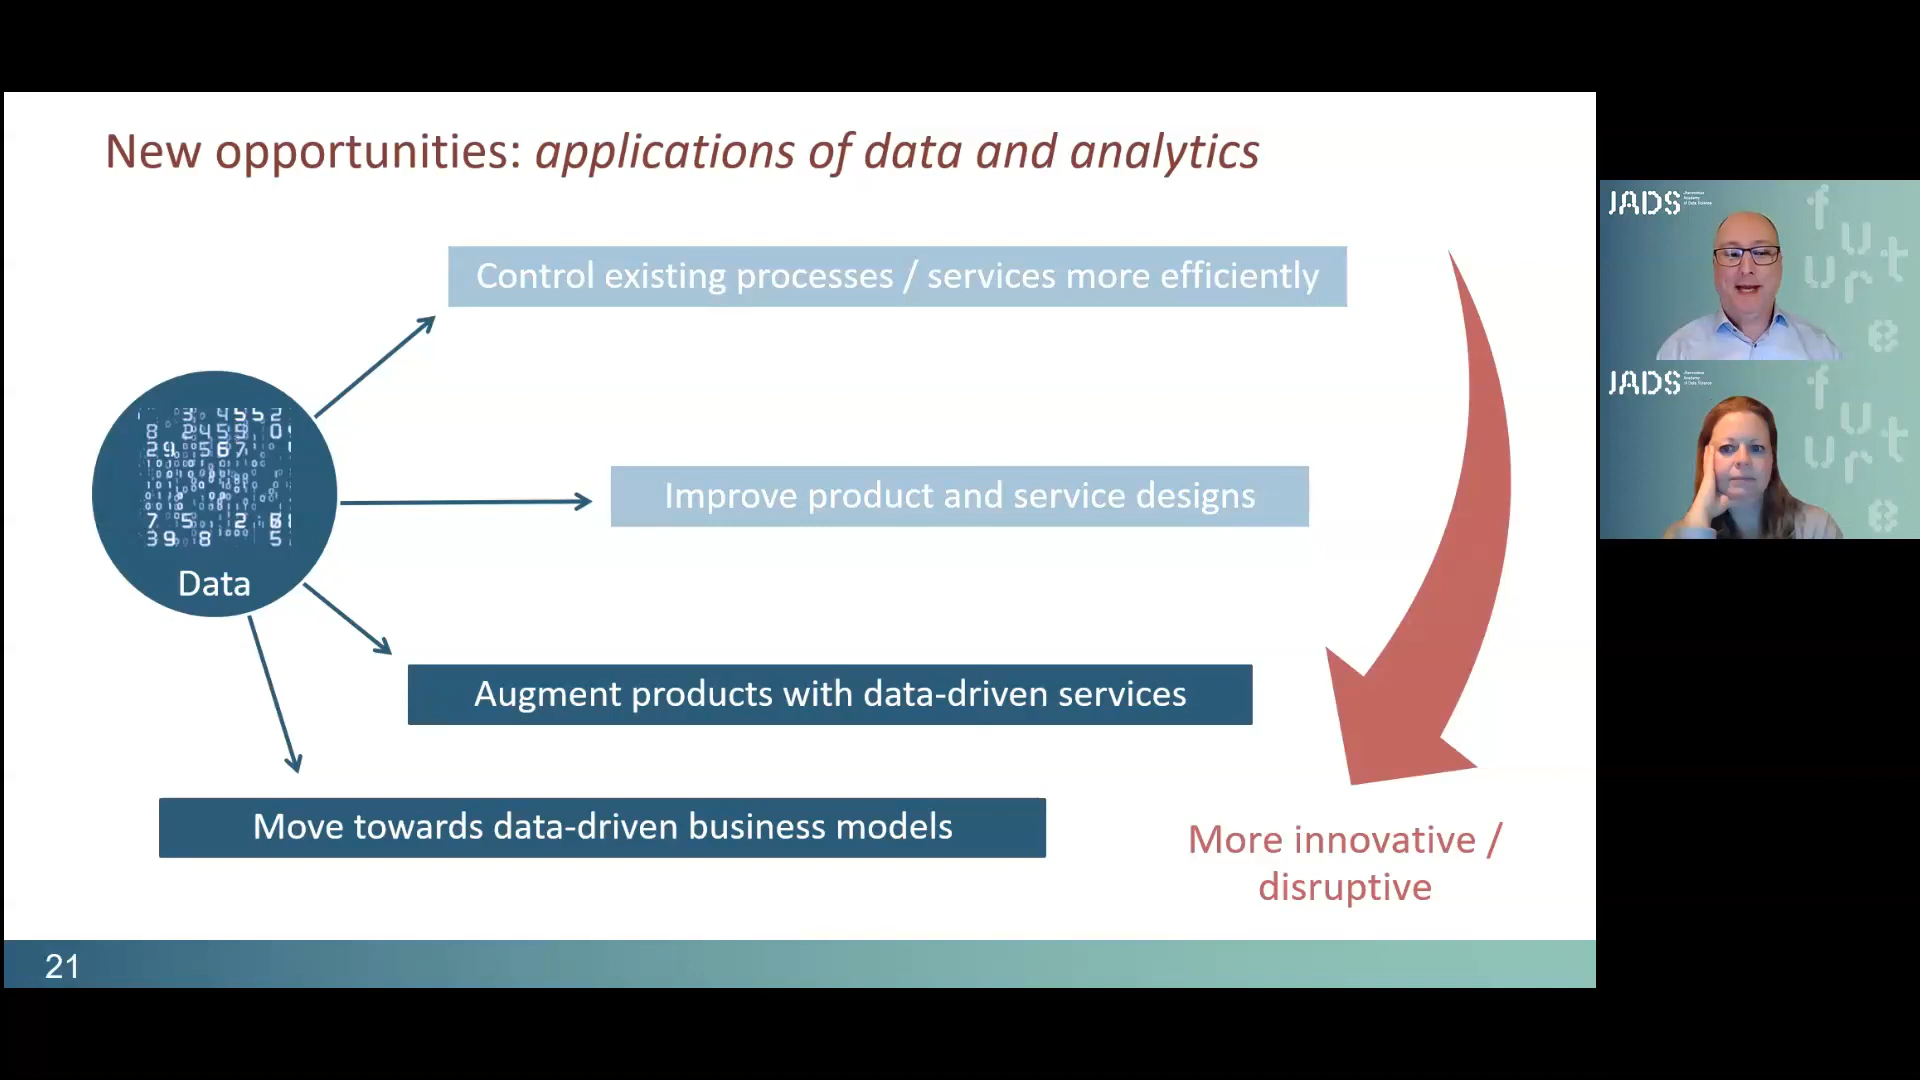 New opportunities: applications of data and analytics
Control existing processes / services more efficiently
Improve product and service designs
Data
Augment products with data-driven services
Move towards data-driven business models
More innovative /
disruptive
21
JADS
JADS